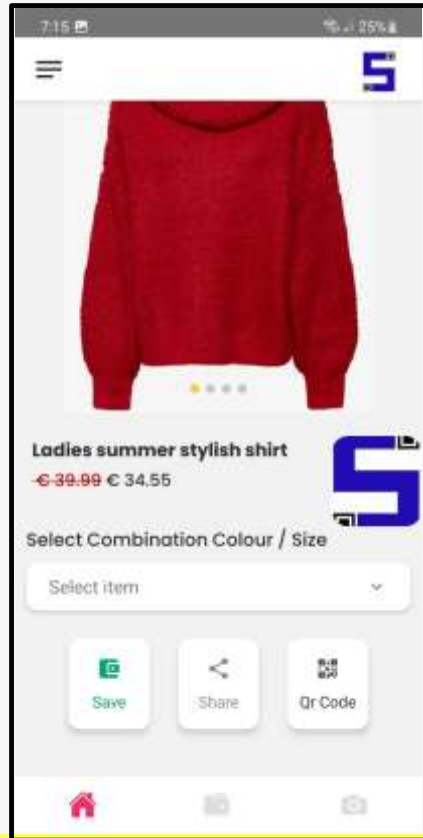 7:15 25%
Ladies summer stylish shirt
€ 39.99 € 34.55
Select Combination Colour / Size
Select item
Save Share Qr Code